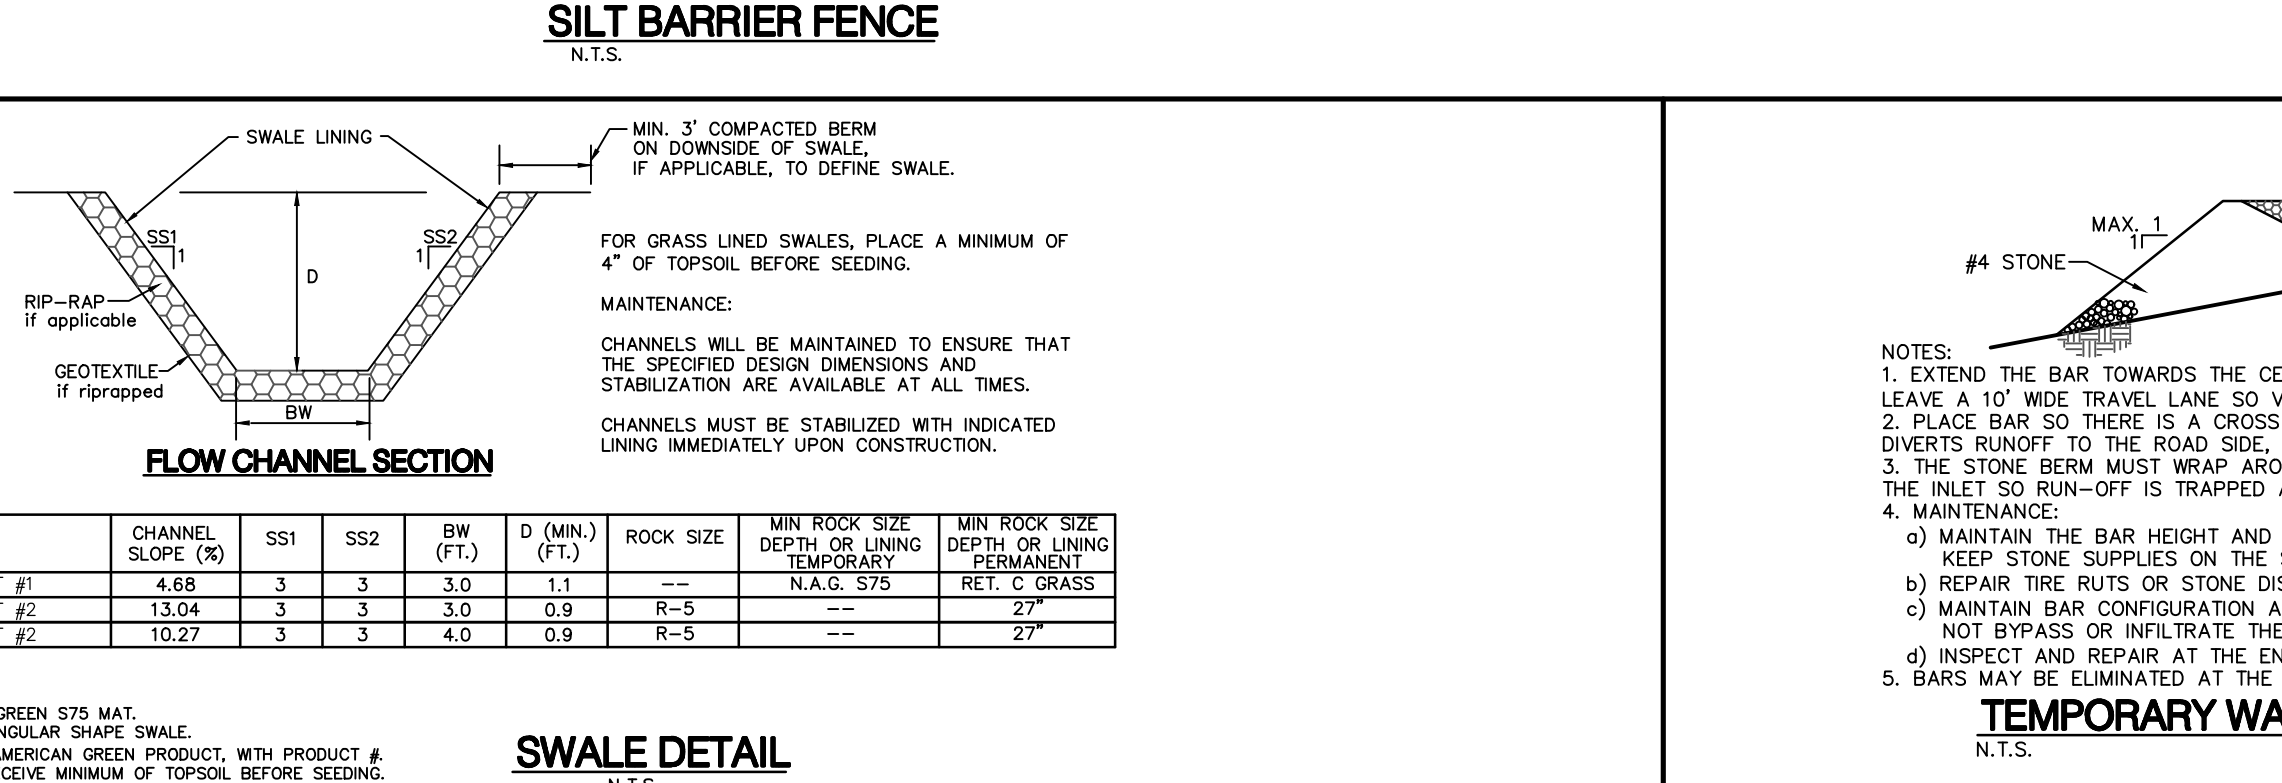 SILT BARRIER FENCE
N.T.S.
SWALE LINING
MIN. 3' COMPACTED BERM
ON DOWNSIDE OF SWALE,
IF APPLICABLE, TO DEFINE SWALE.
SS1
1
SS2
1
D
RIP-RAP
if applicable
GEOTEXTILE
if riprapped
BW
FLOW CHANNEL SECTION
FOR GRASS LINED SWALES, PLACE A MINIMUM OF
4" OF TOPSOIL BEFORE SEEDING.
MAINTENANCE:
CHANNELS WILL BE MAINTAINED TO ENSURE THAT
THE SPECIFIED DESIGN DIMENSIONS AND
STABILIZATION ARE AVAILABLE AT ALL TIMES.
CHANNELS MUST BE STABILIZED WITH INDICATED
LINING IMMEDIATELY UPON CONSTRUCTION.
CHANNEL SLOPE (%) SS1 SS2 BW (FT.) D (MIN.) (FT.) ROCK SIZE MIN ROCK SIZE DEPTH OR LINING TEMPORARY MIN ROCK SIZE DEPTH OR LINING PERMANENT
#1 4.68 3 3 3.0 1.1 -- N.A.G. S75 RET. C GRASS
#2 13.04 3 3 3.0 0.9 R-5 -- 27"
#2 10.27 3 3 4.0 0.9 R-5 -- 27"
GREEN S75 MAT.
NGULAR SHAPE SWALE.
AMERICAN GREEN PRODUCT, WITH PRODUCT #.
CEIVE MINIMUM OF TOPSOIL BEFORE SEEDING.
SWALE DETAIL
N.T.S.
MAX. 1
1
#4 STONE
NOTES:
1. EXTEND THE BAR TOWARDS THE CE
LEAVE A 10' WIDE TRAVEL LANE SO V
2. PLACE BAR SO THERE IS A CROSS
DIVERTS RUNOFF TO THE ROAD SIDE,
3. THE STONE BERM MUST WRAP ARO
THE INLET SO RUN-OFF IS TRAPPED
4. MAINTENANCE:
a) MAINTAIN THE BAR HEIGHT AND
KEEP STONE SUPPLIES ON THE
b) REPAIR TIRE RUTS OR STONE DIS
c) MAINTAIN BAR CONFIGURATION A
NOT BYPASS OR INFILTRATE THE
d) INSPECT AND REPAIR AT THE EN
5. BARS MAY BE ELIMINATED AT THE
TEMPORARY WA
N.T.S.